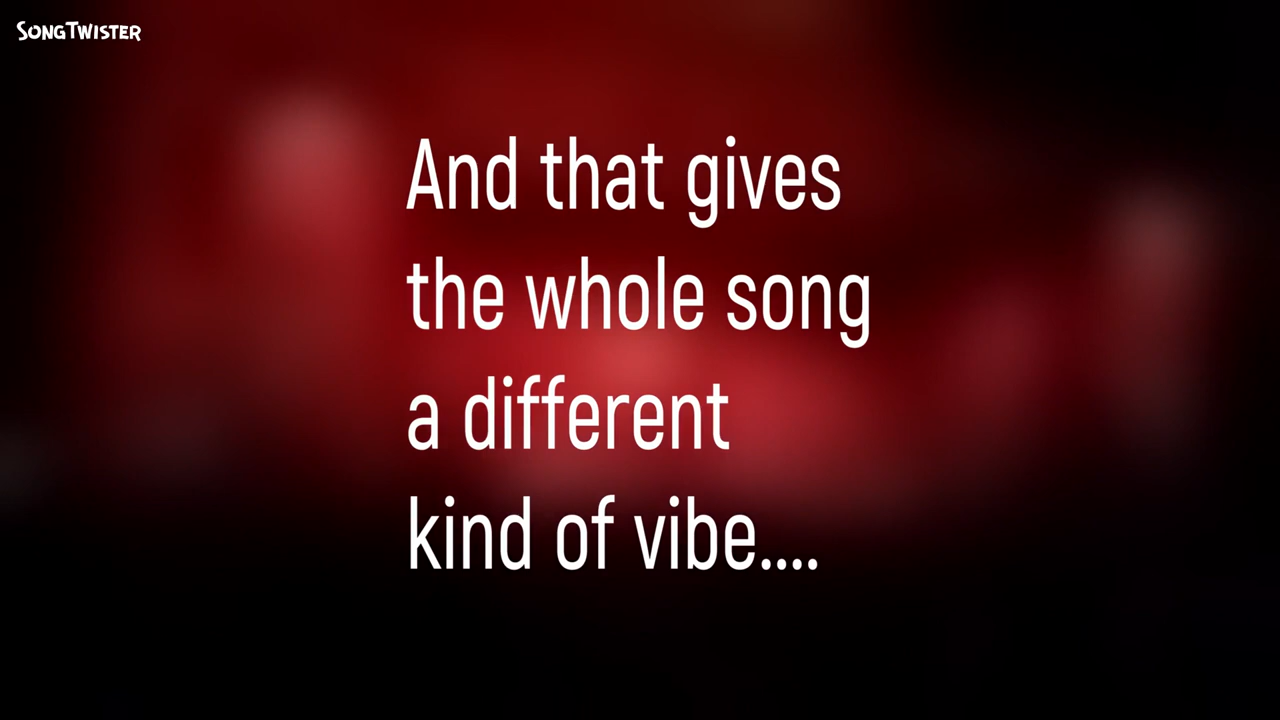 SONGTWISTER
And that gives
the whole song
a different
kind of vibe....